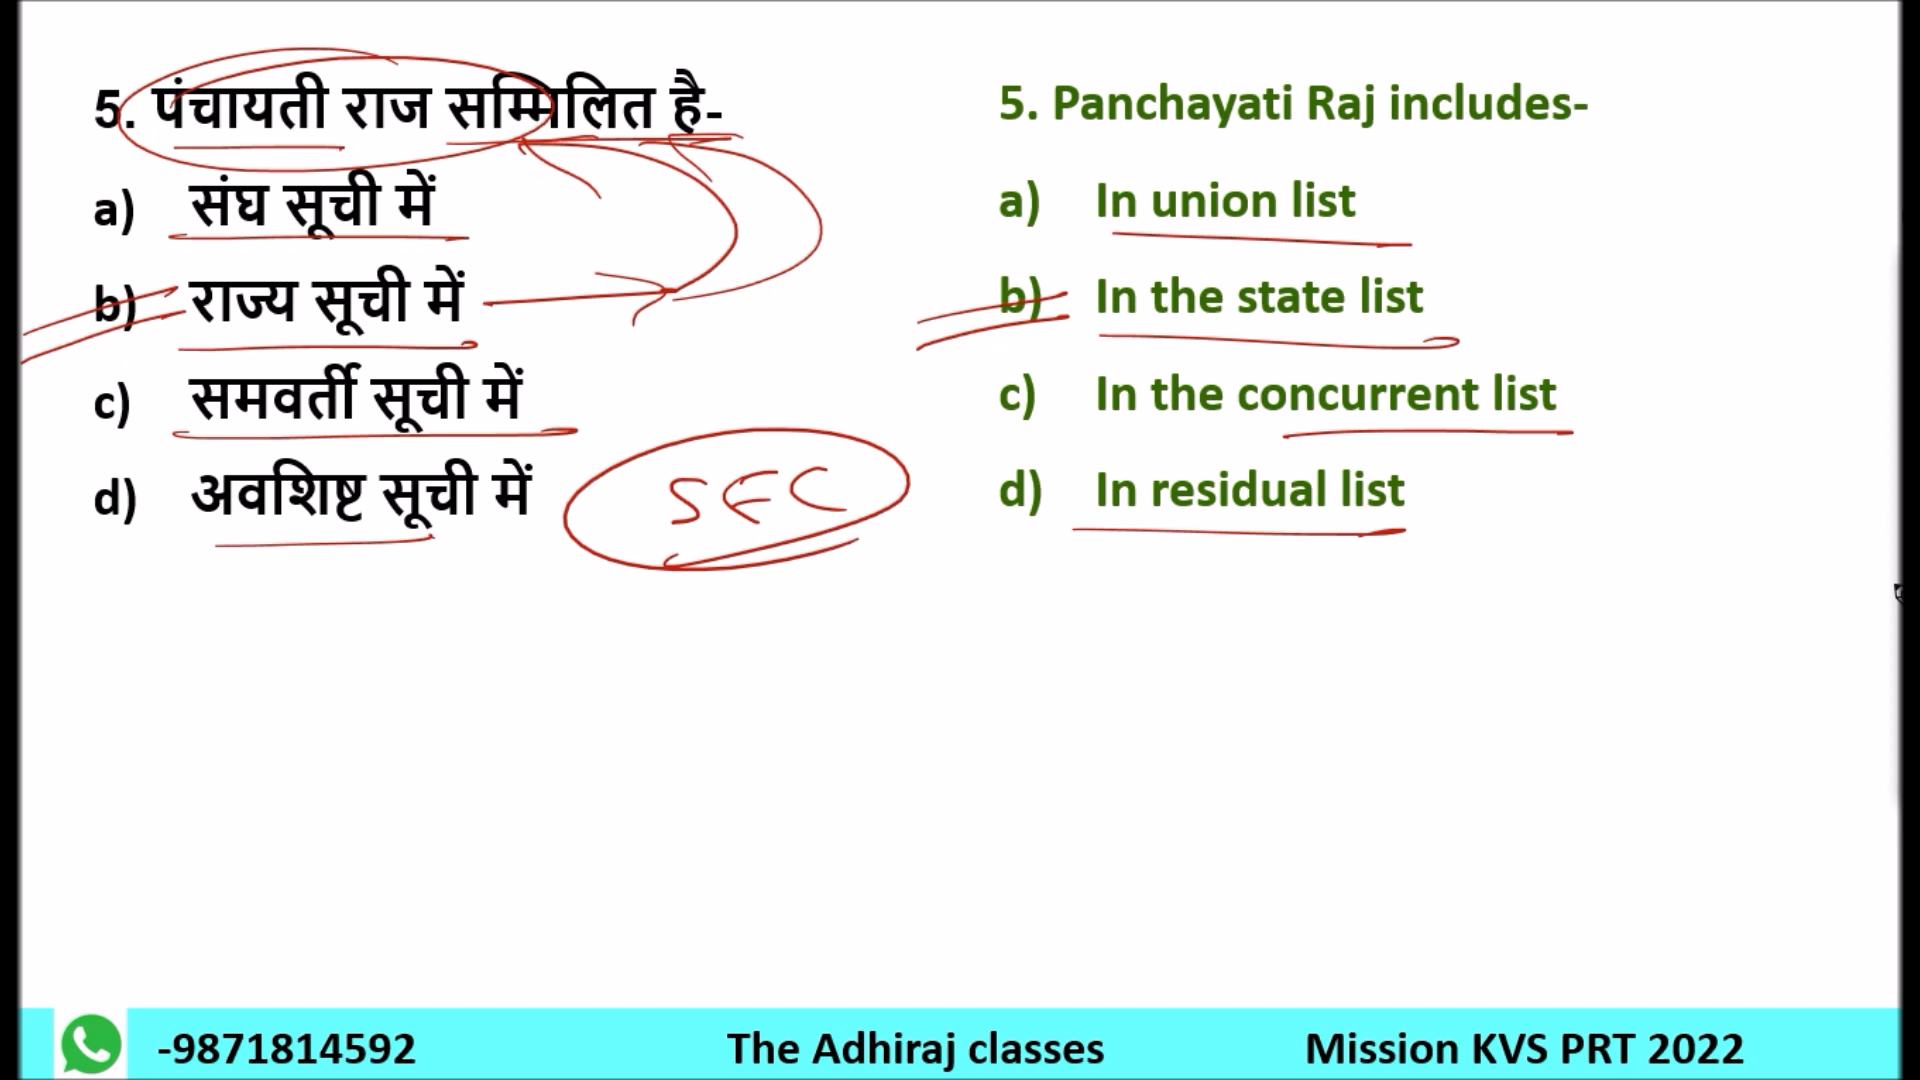 5. पंचायती राज सम्मिलित है-
a) संघ सूची में
b) राज्य सूची में
c) समवर्ती सूची में
d) अवशिष्ट सूची में
SEC
5. Panchayati Raj includes-
a) In union list
b) In the state list
c) In the concurrent list
d) In residual list
-9871814592 The Adhiraj classes Mission KVS PRT 2022